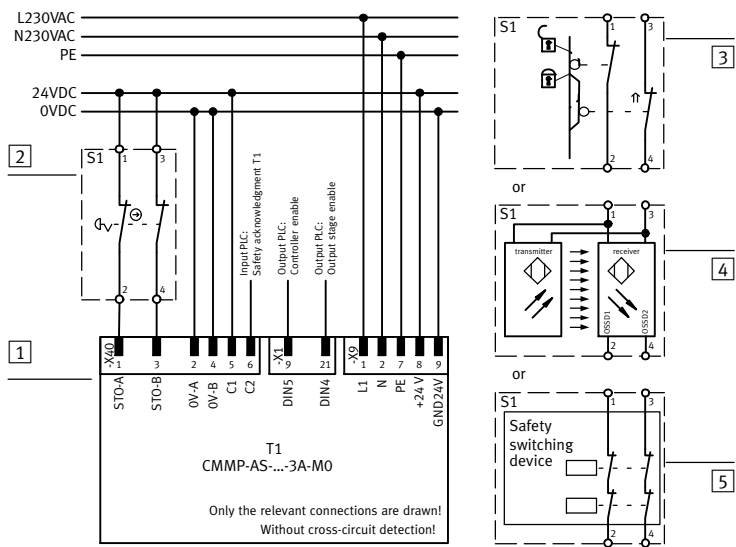 L230VAC
N230VAC
PE
24VDC
0VDC
2
S1
1
3
2
4
Input PLC:
Safety acknowledgment T1
Output PLC:
Controller enable
Output PLC:
Output stage enable
1
-X40
1
3
2
4
5
6
-X1
9
21
-X9
1
2
7
8
9
STO-A
STO-B
0V-A
0V-B
C1
C2
DIN5
DIN4
L1
N
PE
+24 V
GND24V
T1
CMMP-AS-...-3A-M0
Only the relevant connections are drawn!
Without cross-circuit detection!
S1
1
3
3
2
4
or
S1
1
3
transmitter
receiver
OSSD1
OSSD2
2
4
4
or
S1
1
3
Safety
switching
device
5
2
4